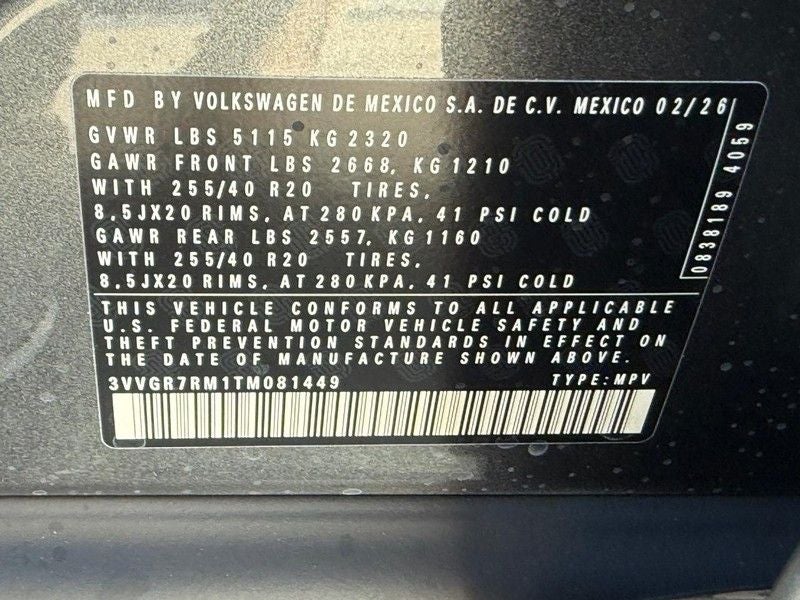 MFD BY VOLKSWAGEN DE MEXICO S.A. DE C.V. MEXICO 02/26
GVWR LBS 5115 KG 2320
GAWR FRONT LBS 2668, KG 1210
WITH 255/40 R20 TIRES,
8,5JX20 RIMS, AT 280 KPA, 41 PSI COLD
GAWR REAR LBS 2557, KG 1160
WITH 255/40 R20 TIRES,
8,5JX20 RIMS, AT 280 KPA, 41 PSI COLD
0838189 4059
THIS VEHICLE CONFORMS TO ALL APPLICABLE
U.S. FEDERAL MOTOR VEHICLE SAFETY AND
THEFT PREVENTION STANDARDS IN EFFECT ON
THE DATE OF MANUFACTURE SHOWN ABOVE.
3VVGR7RM1TM081449 TYPE: MPV